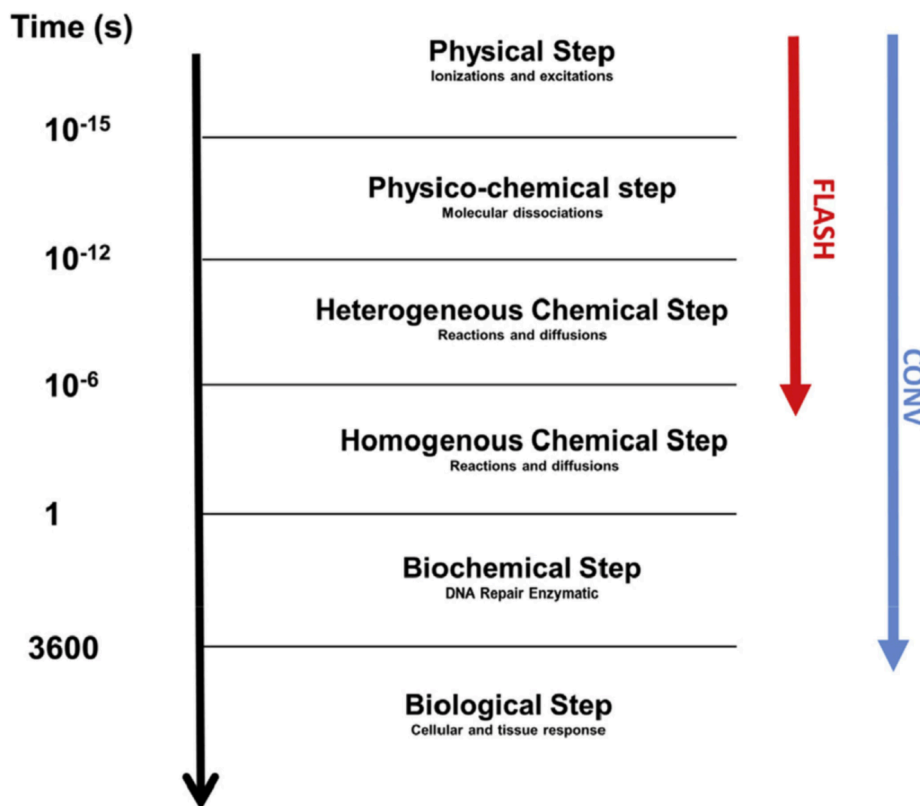 Time (s)
Physical Step
Ionizations and excitations
10⁻¹⁵
Physico-chemical step
Molecular dissociations
10⁻¹²
Heterogeneous Chemical Step
Reactions and diffusions
10⁻⁶
Homogenous Chemical Step
Reactions and diffusions
1
Biochemical Step
DNA Repair Enzymatic
3600
Biological Step
Cellular and tissue response
FLASH
CONV